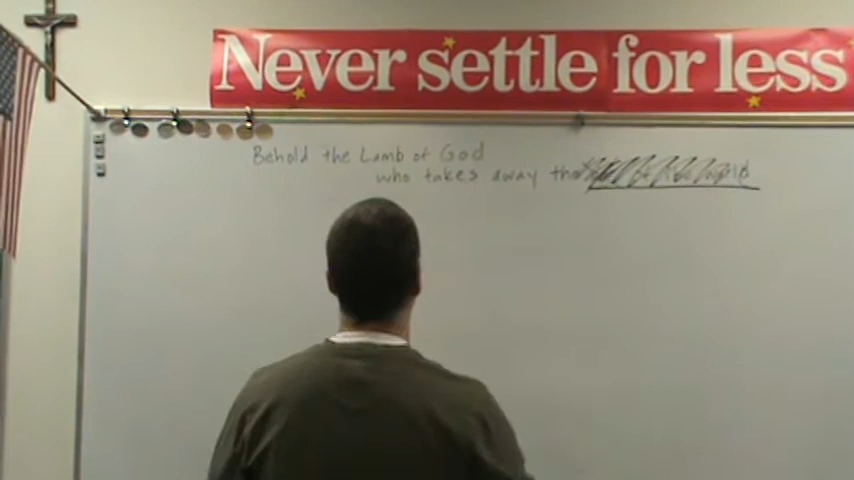 Never settle for less
Behold the Lamb of God
who takes away the